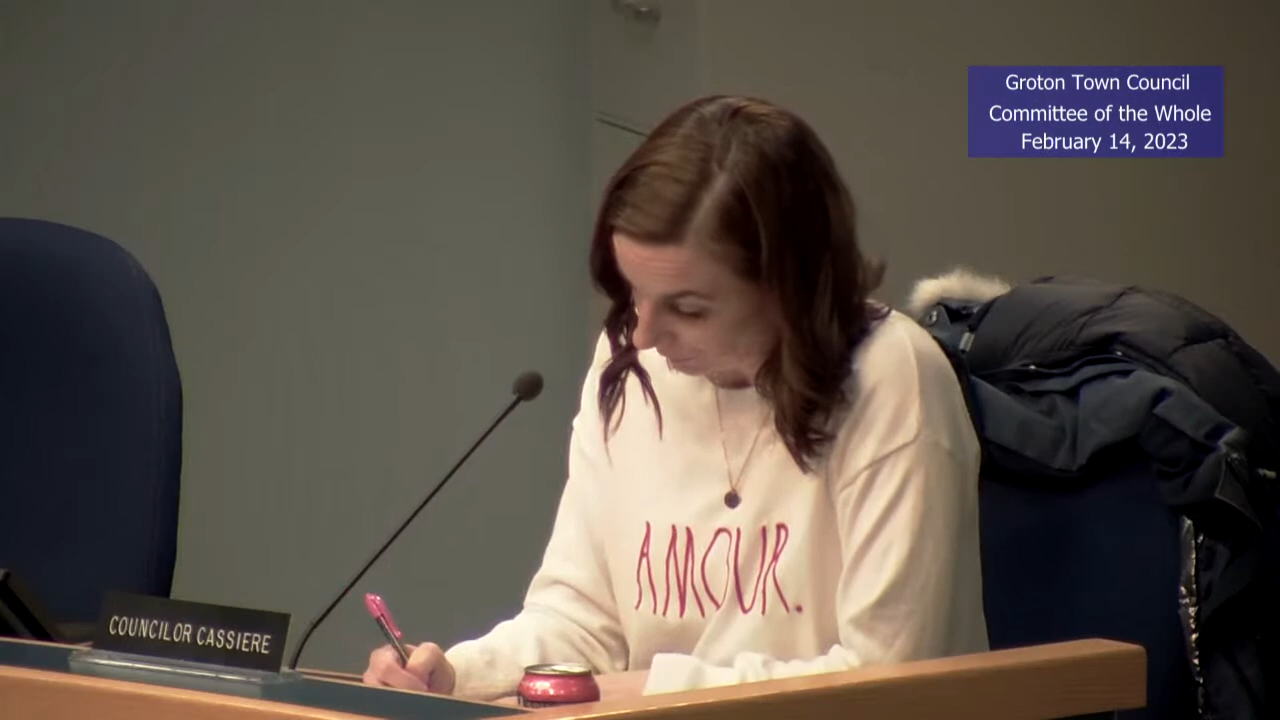 Groton Town Council
Committee of the Whole
February 14, 2023
AMOUR.
COUNCILOR CASSIERE